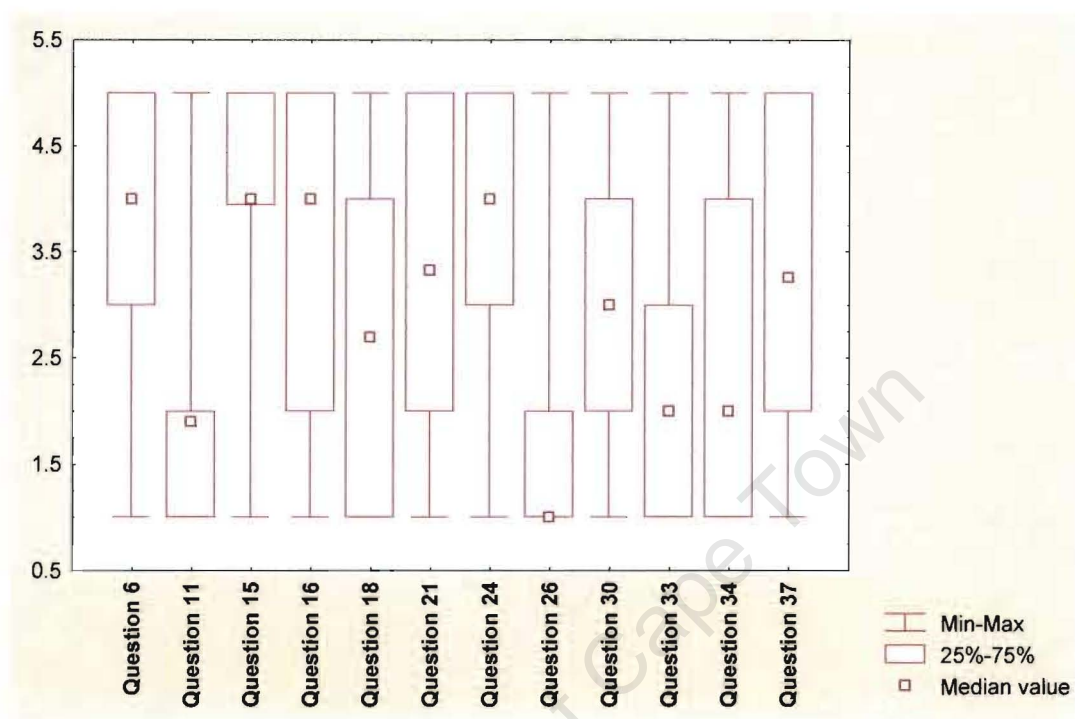 5.5
4.5
3.5
2.5
1.5
0.5
Question 6
Question 11
Question 15
Question 16
Question 18
Question 21
Question 24
Question 26
Question 30
Question 33
Question 34
Question 37
Min-Max
25%-75%
Median value
Cape Town